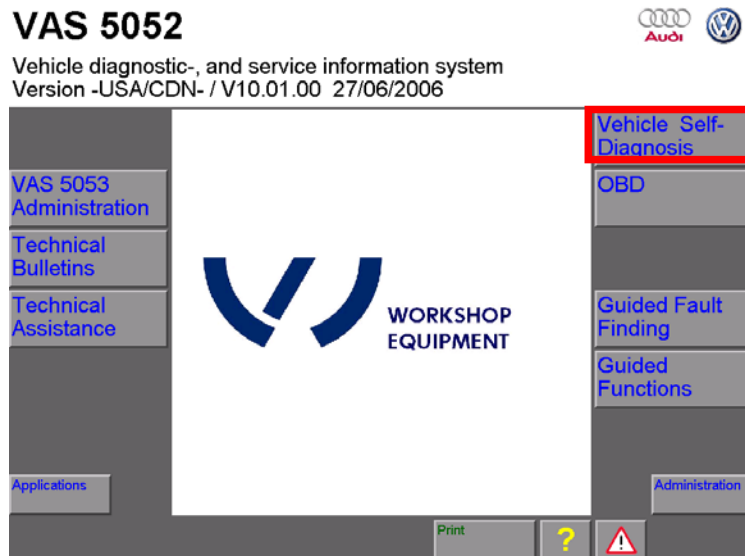 VAS 5052
Audi
Vehicle diagnostic-, and service information system
Version -USA/CDN- / V10.01.00 27/06/2006
Vehicle Self-
Diagnosis
VAS 5053
Administration
OBD
Technical
Bulletins
Technical
Assistance
WORKSHOP
EQUIPMENT
Guided Fault
Finding
Guided
Functions
Applications
Administration
Print
?